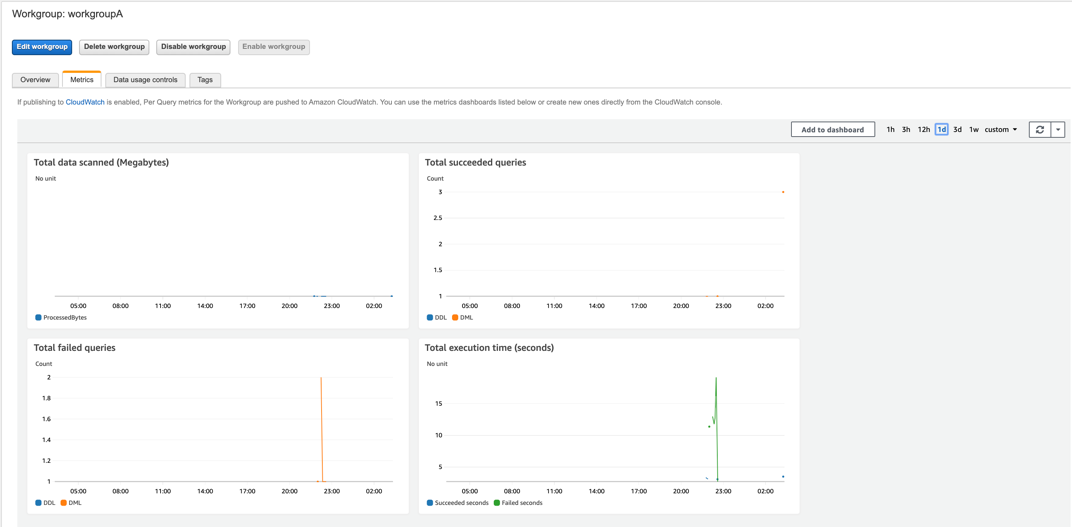 Workgroup: workgroupA
Edit workgroup Delete workgroup Disable workgroup Enable workgroup
Overview Metrics Data usage controls Tags
If publishing to CloudWatch is enabled, Per Query metrics for the Workgroup are pushed to Amazon CloudWatch. You can use the metrics dashboards listed below or create new ones directly from the CloudWatch console.
Add to dashboard 1h 3h 12h 1d 3d 1w custom
Total data scanned (Megabytes)
No unit
05:00 08:00 11:00 14:00 17:00 20:00 23:00 02:00
ProcessedBytes
Total succeeded queries
Count
3
2.5
2
1.5
1
05:00 08:00 11:00 14:00 17:00 20:00 23:00 02:00
DDL DML
Total failed queries
Count
2
1.8
1.6
1.4
1.2
1
05:00 08:00 11:00 14:00 17:00 20:00 23:00 02:00
DDL DML
Total execution time (seconds)
No unit
15
10
5
05:00 08:00 11:00 14:00 17:00 20:00 23:00 02:00
Succeeded seconds Failed seconds